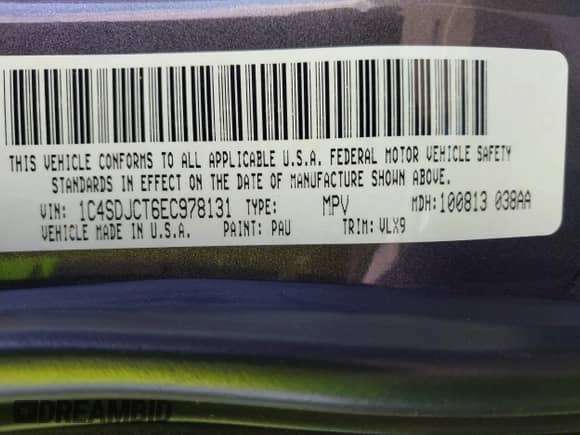 THIS VEHICLE CONFORMS TO ALL APPLICABLE U.S.A. FEDERAL MOTOR VEHICLE SAFETY
STANDARDS IN EFFECT ON THE DATE OF MANUFACTURE SHOWN ABOVE.
VIN: 1C4SDJCT6EC978131 TYPE: MPV MDH: 100813 038AA
VEHICLE MADE IN U.S.A. PAINT: PAU TRIM: VLX9
DREAMBID